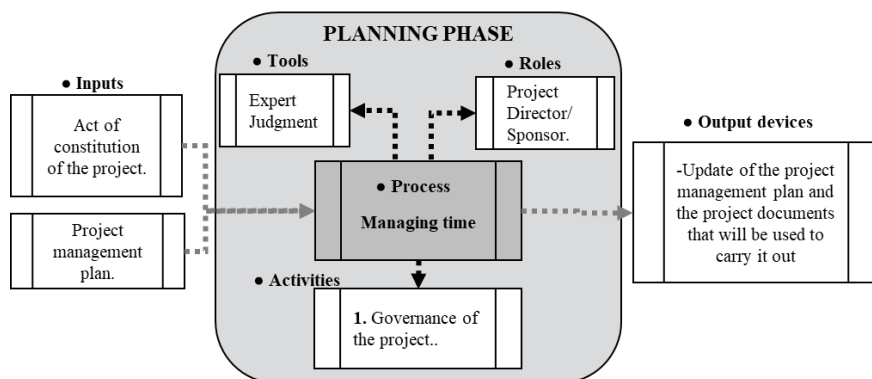 PLANNING PHASE
● Tools
● Roles
● Inputs
Expert
Judgment
Project
Director/
Sponsor.
Act of
constitution
of the project.
● Output devices
-Update of the project
management plan and
the project documents
that will be used to
carry it out
● Process
Managing time
Project
management plan.
● Activities
1. Governance of
the project..